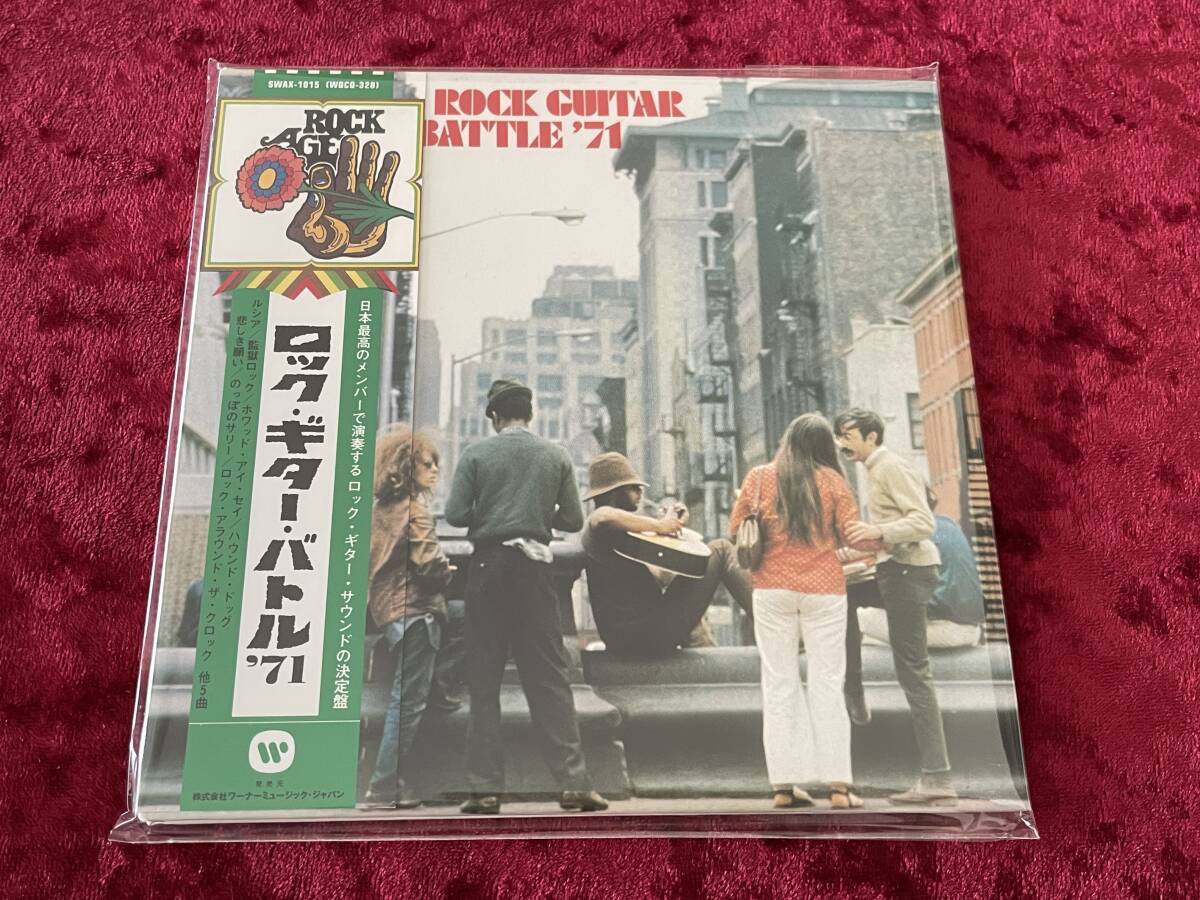 SWAX-1015 (WQCQ-328)
ROCK
AGE
ROCK GUITAR
BATTLE '71
日本最高のメンバーで演奏するロック・ギター・サウンドの決定盤
ロック・ギター・バトル'71
ルシア/監獄ロック/ホワッド・アイ・セイ/ハウンド・ドッグ
悲しき願い/のっぽのサリー/ロック・アラウンド・ザ・クロック 他5曲
発売元
株式会社ワーナーミュージック・ジャパン